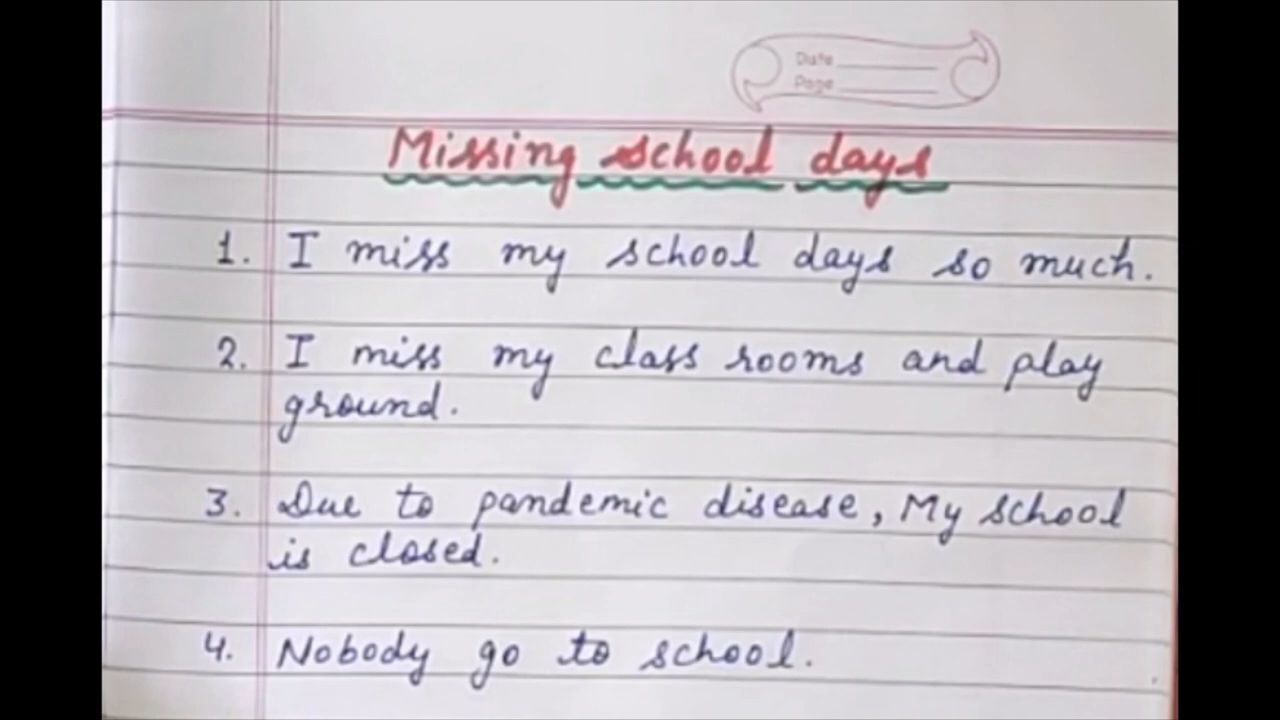 Date
Page
Missing school days
1. I miss my school days so much.
2. I miss my class rooms and play
ground.
3. Due to pandemic disease, My school
is closed.
4. Nobody go to school.